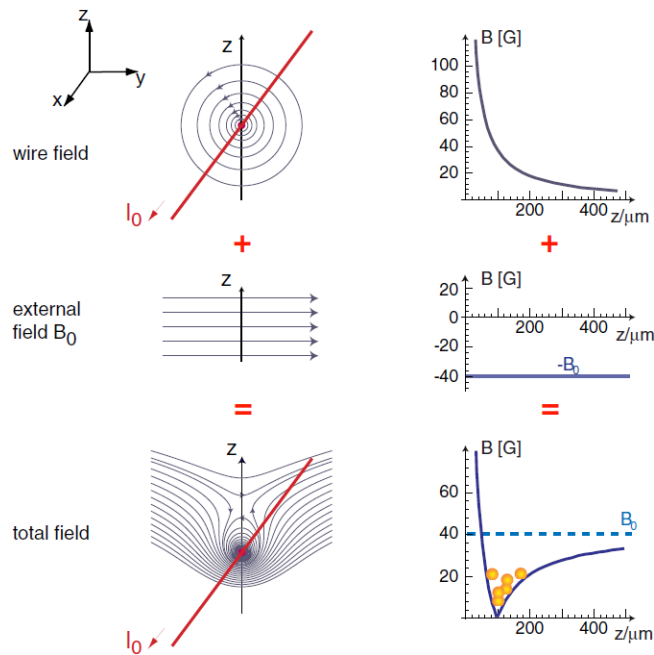 z
y
x
wire field
z
I₀
B [G]
100
80
60
40
20
200
400
z/μm
+
+
external
field B₀
z
B [G]
20
0
-20
-40
200
400
z/μm
-B₀
=
=
total field
z
I₀
B [G]
60
40
20
B₀
200
400
z/μm